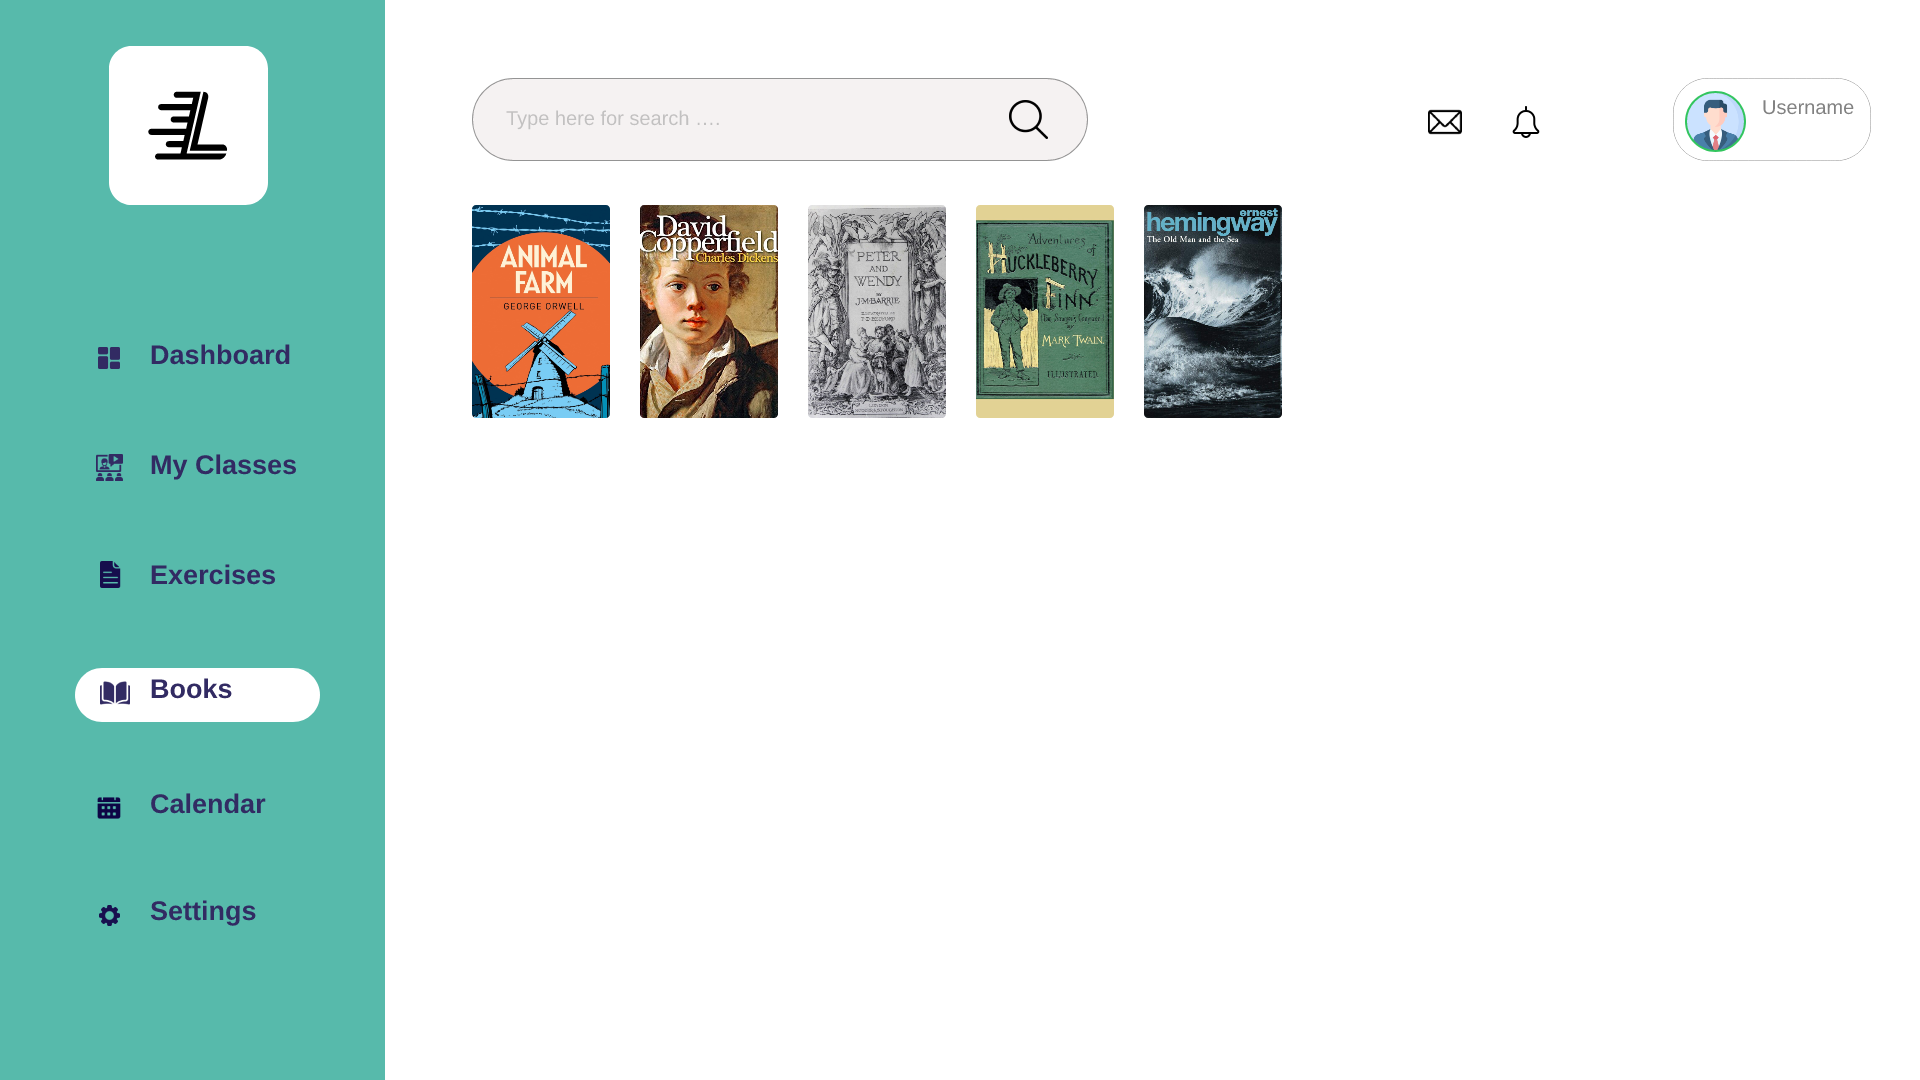 Dashboard
My Classes
Exercises
Books
Calendar
Settings
Type here for search ....
Username
ANIMAL
FARM
GEORGE ORWELL
David
Copperfield
Charles Dickens
PETER
AND
WENDY
BY
J·M·BARRIE
Adventures
of
HUCKLEBERRY
FINN
MARK TWAIN.
ILLUSTRATED.
ernest
hemingway
The Old Man and the Sea